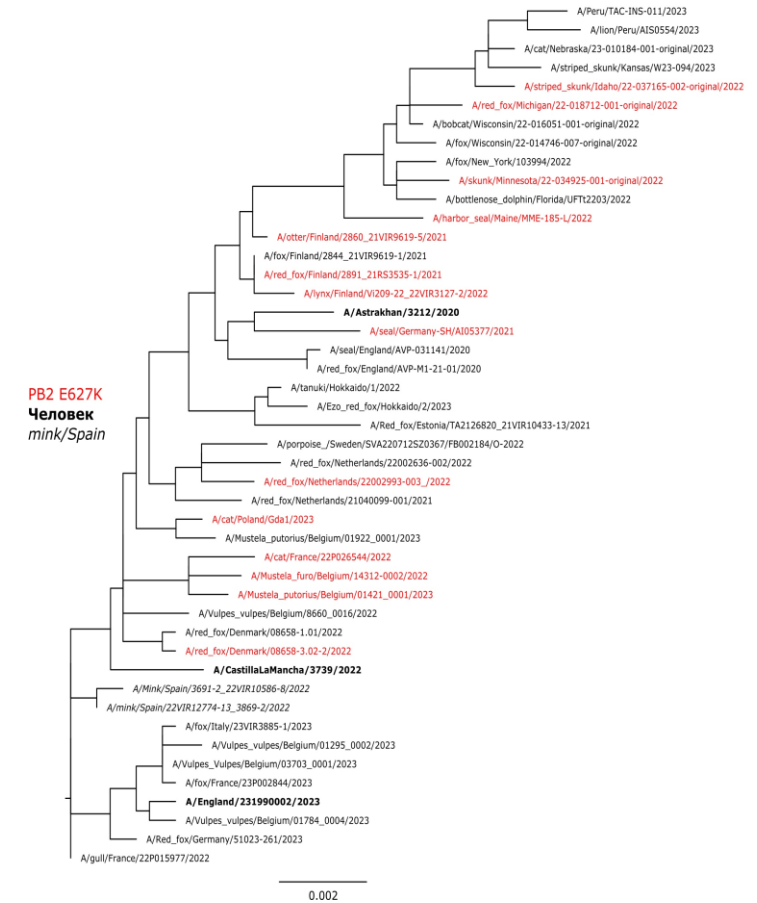 A/Peru/TAC-INS-011/2023
A/lion/Peru/AIS0554/2023
A/cat/Nebraska/23-010184-001-original/2023
A/striped_skunk/Kansas/W23-094/2023
A/striped_skunk/Idaho/22-037165-002-original/2022
A/red_fox/Michigan/22-018712-001-original/2022
A/bobcat/Wisconsin/22-016051-001-original/2022
A/fox/Wisconsin/22-014746-007-original/2022
A/fox/New_York/103994/2022
A/skunk/Minnesota/22-034925-001-original/2022
A/bottlenose_dolphin/Florida/UFTt2203/2022
A/harbor_seal/Maine/MME-185-L/2022
A/otter/Finland/2860_21VIR9619-5/2021
A/fox/Finland/2844_21VIR9619-1/2021
A/red_fox/Finland/2891_21RS3535-1/2021
A/lynx/Finland/Vi209-22_22VIR3127-2/2022
A/Astrakhan/3212/2020
A/seal/Germany-SH/AI05377/2021
A/seal/England/AVP-031141/2020
A/red_fox/England/AVP-M1-21-01/2020
A/tanuki/Hokkaido/1/2022
A/Ezo_red_fox/Hokkaido/2/2023
A/Red_fox/Estonia/TA2126820_21VIR10433-13/2021
A/porpoise_/Sweden/SVA220712SZ0367/FB002184/O-2022
A/red_fox/Netherlands/22002636-002/2022
A/red_fox/Netherlands/22002993-003_/2022
A/red_fox/Netherlands/21040099-001/2021
A/cat/Poland/Gda1/2023
A/Mustela_putorius/Belgium/01922_0001/2023
A/cat/France/22P026544/2022
A/Mustela_furo/Belgium/14312-0002/2022
A/Mustela_putorius/Belgium/01421_0001/2023
A/Vulpes_vulpes/Belgium/8660_0016/2022
A/red_fox/Denmark/08658-1.01/2022
A/red_fox/Denmark/08658-3.02-2/2022
A/CastillaLaMancha/3739/2022
A/Mink/Spain/3691-2_22VIR10586-8/2022
A/mink/Spain/22VIR12774-13_3869-2/2022
A/fox/Italy/23VIR3885-1/2023
A/Vulpes_vulpes/Belgium/01295_0002/2023
A/Vulpes_Vulpes/Belgium/03703_0001/2023
A/fox/France/23P002844/2023
A/England/231990002/2023
A/Vulpes_vulpes/Belgium/01784_0004/2023
A/Red_fox/Germany/51023-261/2023
A/gull/France/22P015977/2022
PB2 E627K
Человек
mink/Spain
0.002